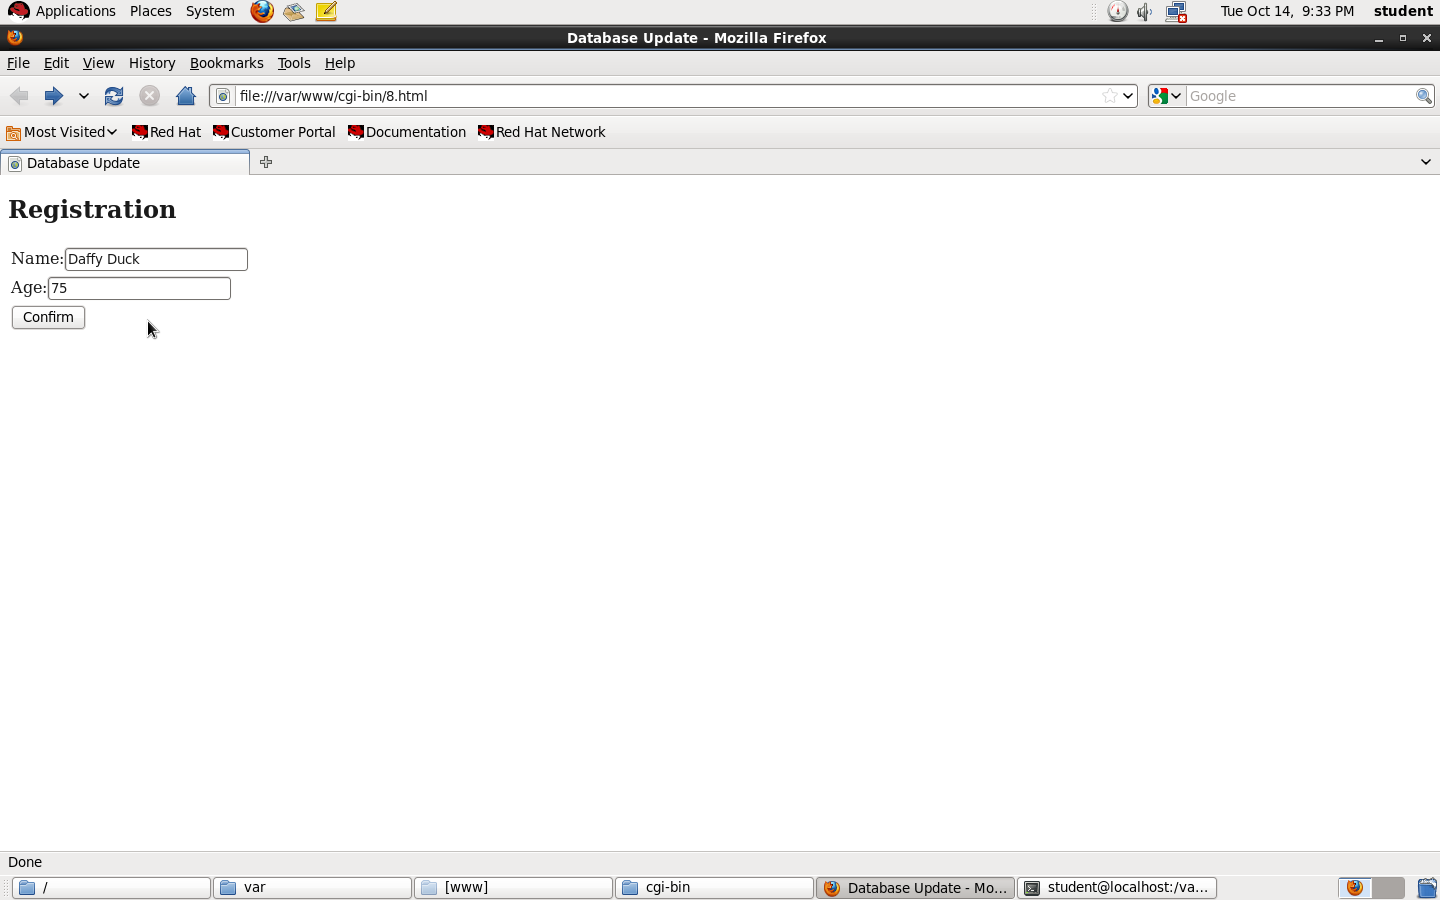 Applications Places System Tue Oct 14, 9:33 PM student
Database Update - Mozilla Firefox
File Edit View History Bookmarks Tools Help
file:///var/www/cgi-bin/8.html Google
Most Visited Red Hat Customer Portal Documentation Red Hat Network
Database Update
Registration
Name: Daffy Duck
Age: 75
Confirm
Done
/ var [www] cgi-bin Database Update - Mo... student@localhost:/va...